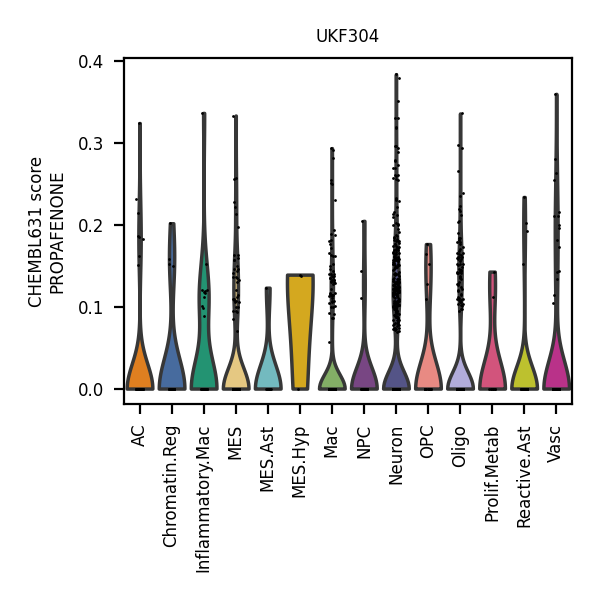 UKF304
CHEMBL631 score
PROPAFENONE
0.4
0.3
0.2
0.1
0.0
AC
Chromatin.Reg
Inflammatory.Mac
MES
MES.Ast
MES.Hyp
Mac
NPC
Neuron
OPC
Oligo
Prolif.Metab
Reactive.Ast
Vasc